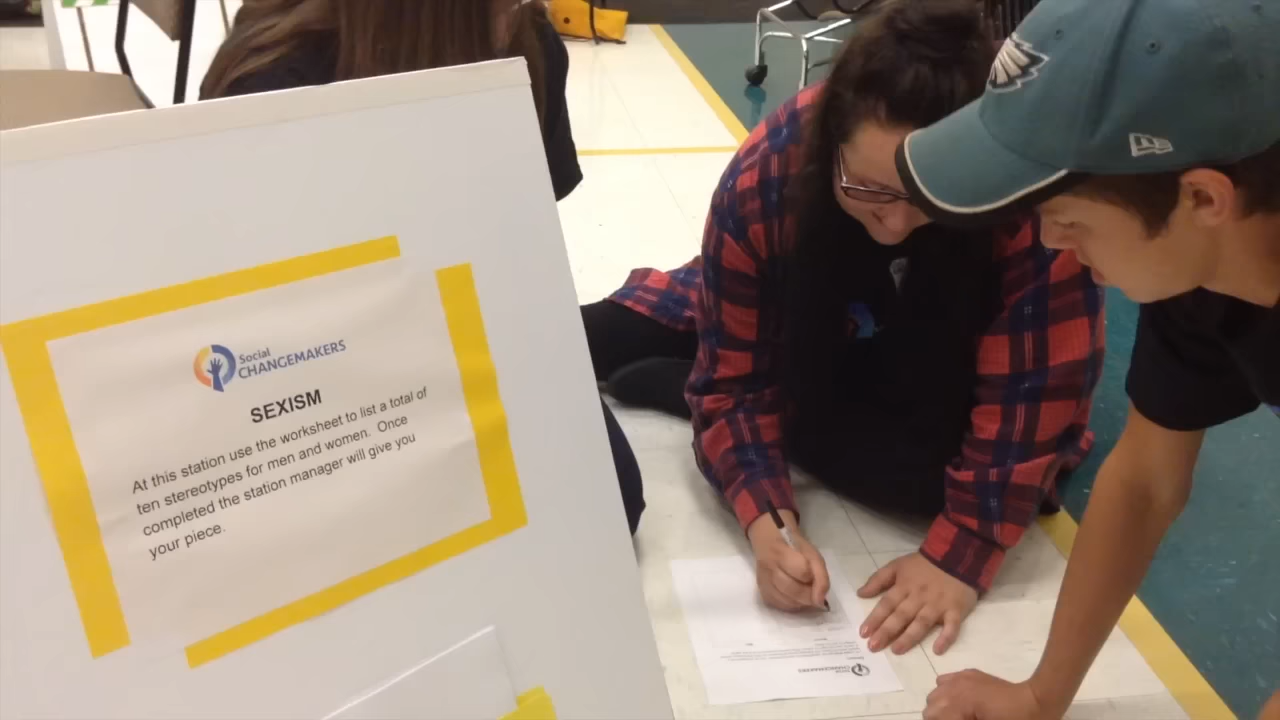 Social
CHANGEMAKERS
SEXISM
At this station use the worksheet to list a total of
ten stereotypes for men and women. Once
completed the station manager will give you
your piece.
CHANGEMAKERS